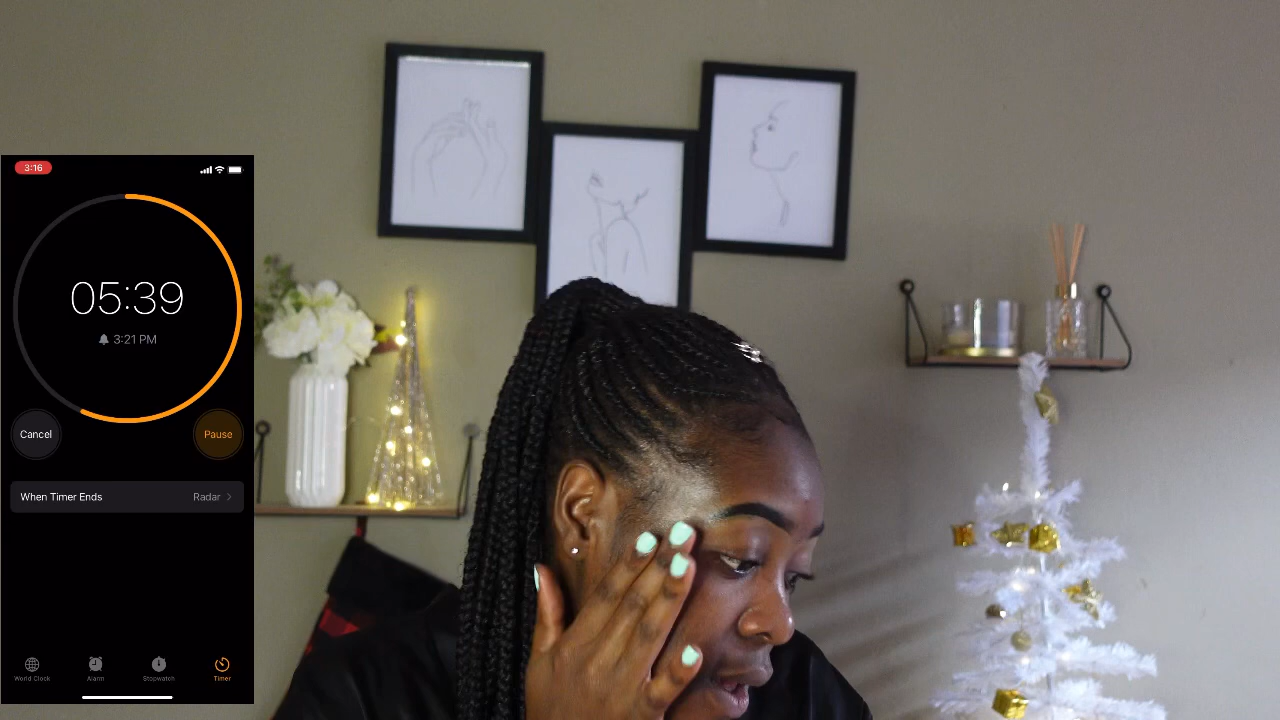 3:16
05:39
3:21 PM
Cancel
Pause
When Timer Ends
Radar
World Clock
Alarm
Stopwatch
Timer